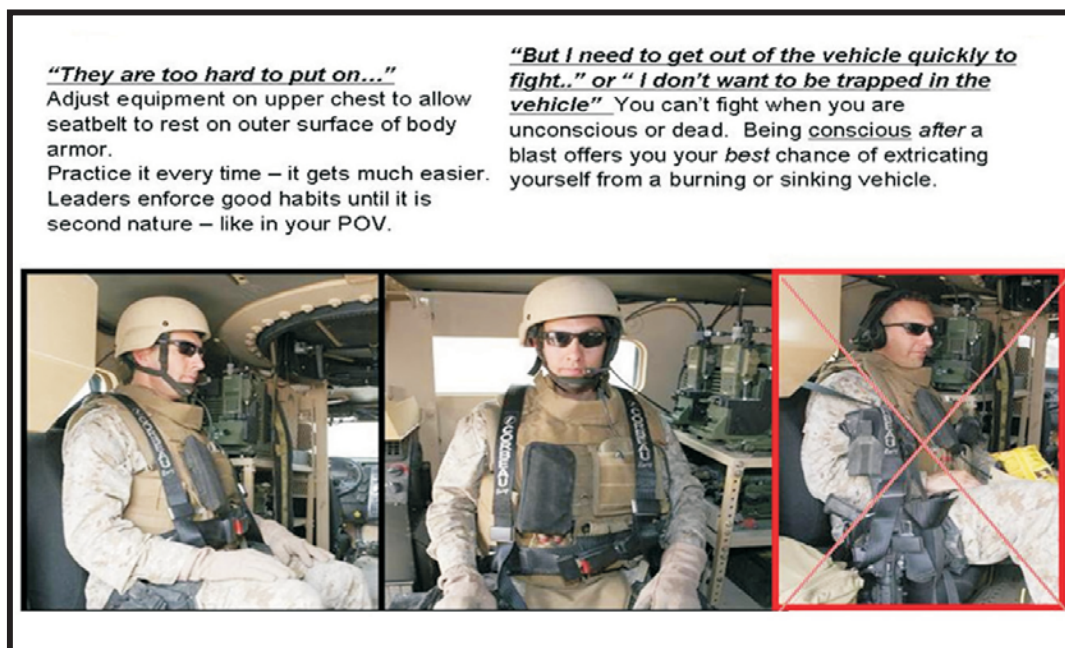 “They are too hard to put on…”
Adjust equipment on upper chest to allow
seatbelt to rest on outer surface of body
armor.
Practice it every time – it gets much easier.
Leaders enforce good habits until it is
second nature – like in your POV.
“But I need to get out of the vehicle quickly to
fight..” or “ I don’t want to be trapped in the
vehicle” You can’t fight when you are
unconscious or dead.  Being conscious after a
blast offers you your best chance of extricating
yourself from a burning or sinking vehicle.
CORBEAU
CORBEAU
CORBEAU